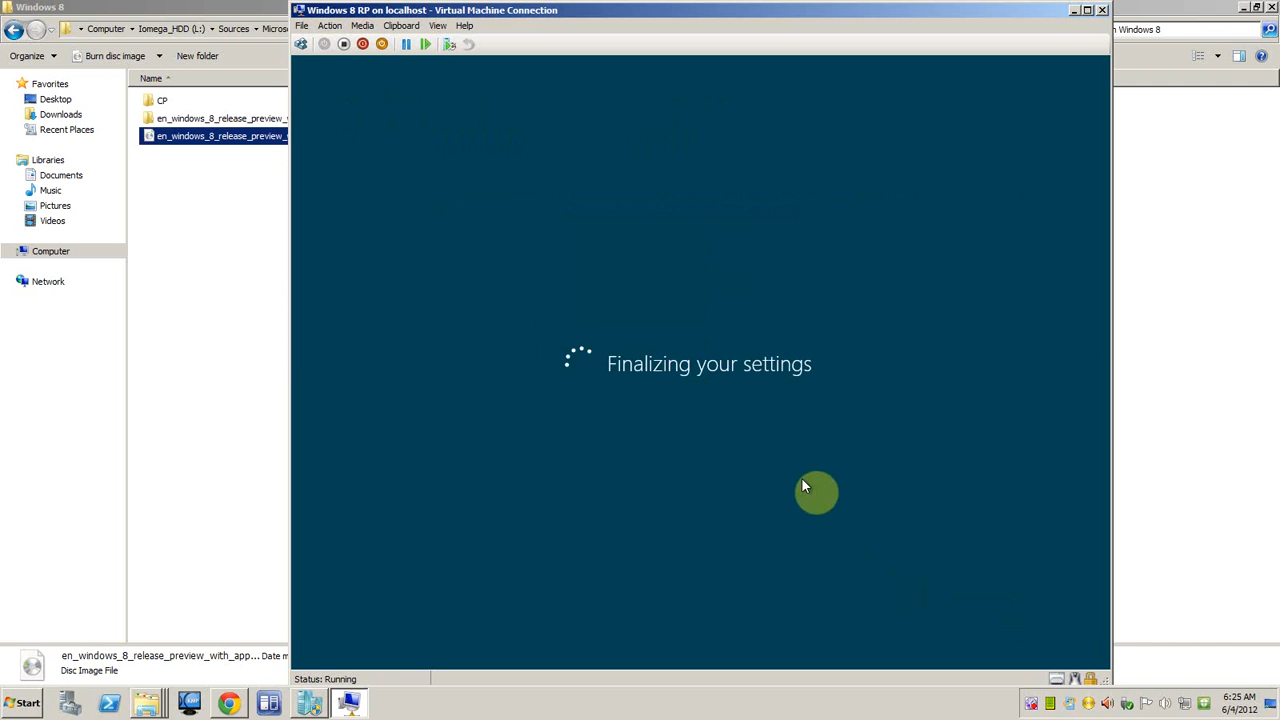 Windows 8
Windows 8 RP on localhost - Virtual Machine Connection
Computer
Iomega_HDD (L:)
Sources
Microso
n Windows 8
File
Action
Media
Clipboard
View
Help
Organize
Burn disc image
New folder
Name
Favorites
Desktop
Downloads
Recent Places
Libraries
Documents
Music
Pictures
Videos
Computer
Network
CP
en_windows_8_release_preview_
en_windows_8_release_preview_
Finalizing your settings
en_windows_8_release_preview_with_app...
Date m
Disc Image File
Status: Running
Start
6:25 AM
6/4/2012